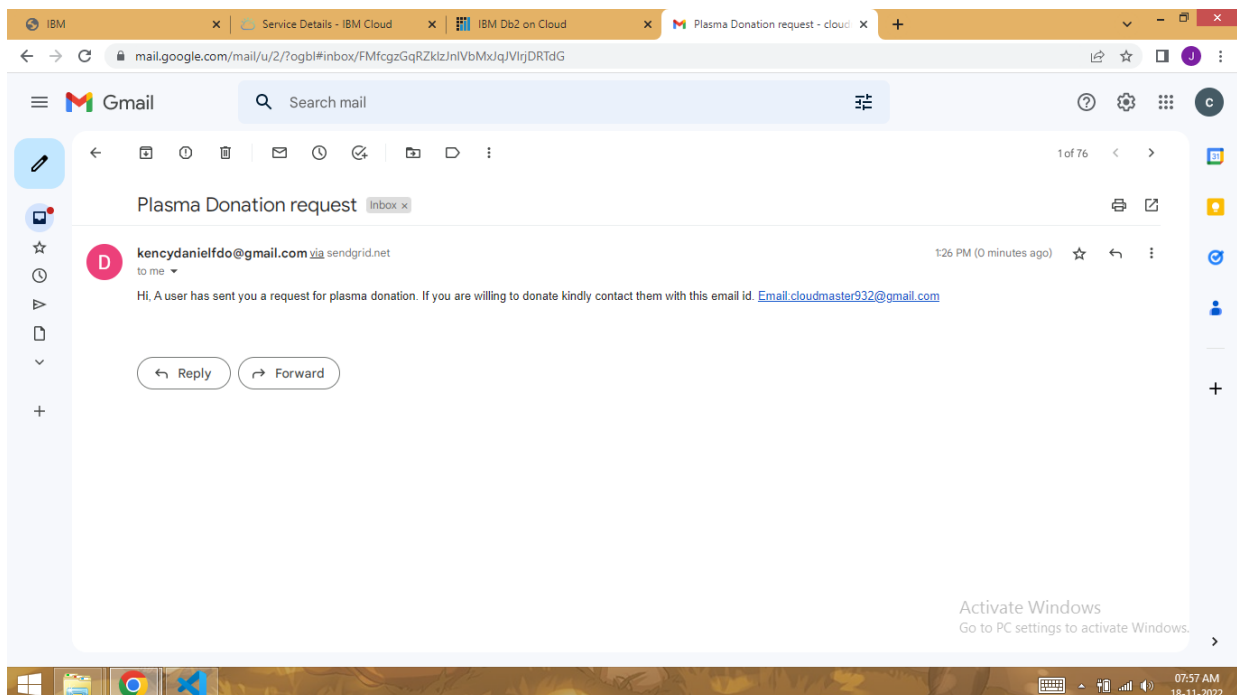 IBM
Service Details - IBM Cloud
IBM Db2 on Cloud
Plasma Donation request - cloud
mail.google.com/mail/u/2/?ogbl#inbox/FMfcgzGqRZklzJnlVbMxJqJVlrjDRTdG
J
Gmail
Search mail
c
1 of 76
31
Plasma Donation request Inbox x
D
kencydanielfdo@gmail.com via sendgrid.net
1:26 PM (0 minutes ago)
to me
Hi, A user has sent you a request for plasma donation. If you are willing to donate kindly contact them with this email id. Email:cloudmaster932@gmail.com
Reply
Forward
Activate Windows
Go to PC settings to activate Windows.
07:57 AM
18-11-2022